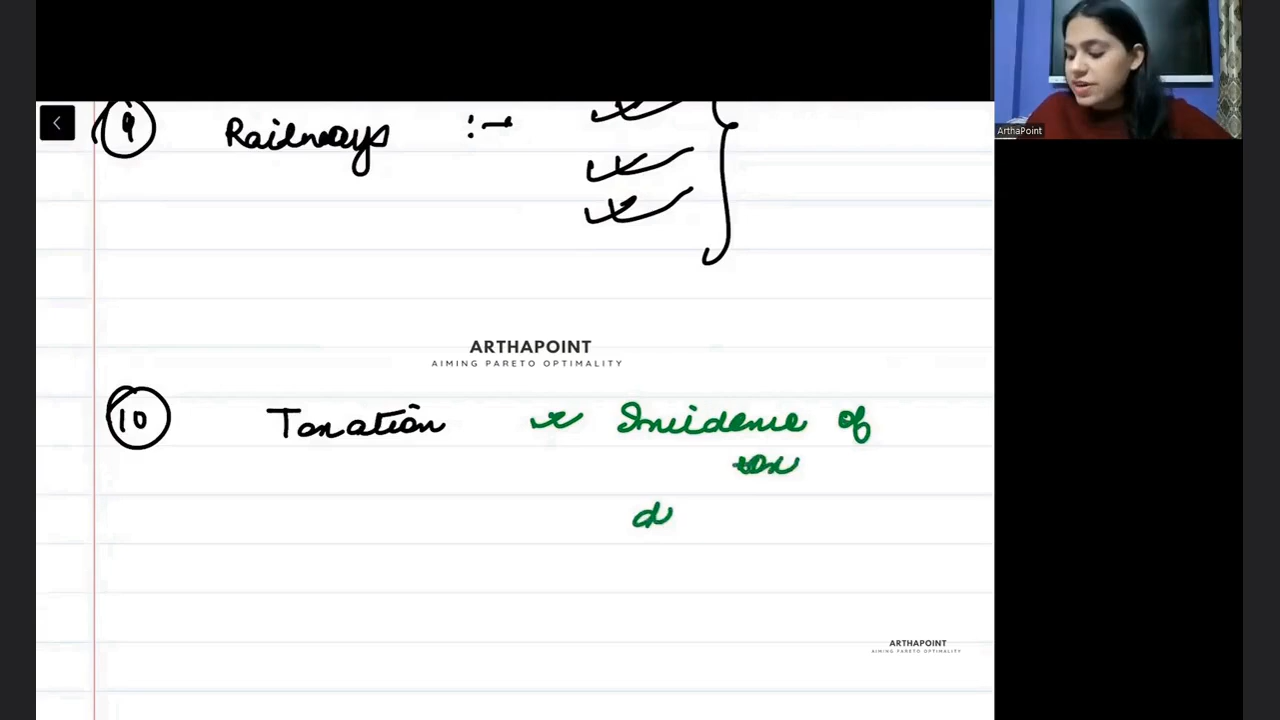 ArthaPoint
9 Railways :→
ARTHAPOINT
AIMING PARETO OPTIMALITY
10 Taxation Incidence of
tax
d
ARTHAPOINT
AIMING PARETO OPTIMALITY